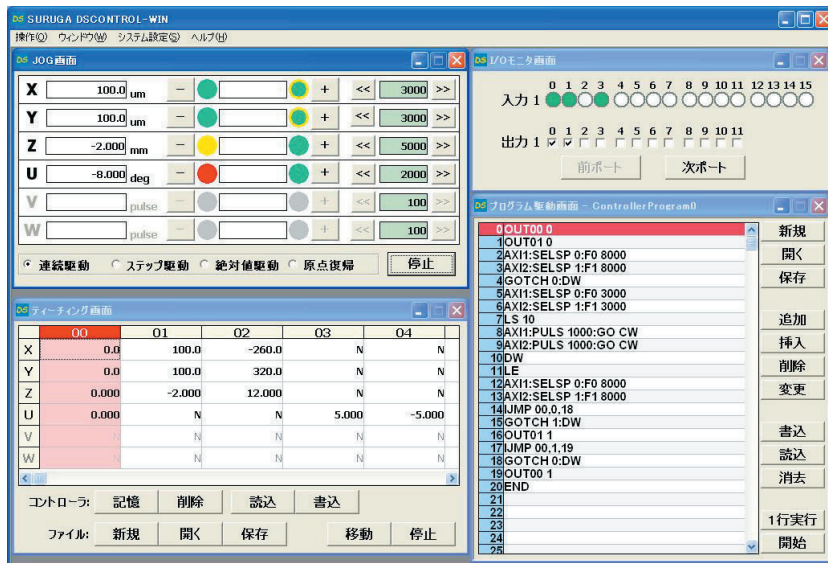 DS SURUGA DSCONTROL-WIN
操作(O) ウィンドウ(W) システム設定(S) ヘルプ(H)
DS JOG画面
X 100.0 um － + << 3000 >>
Y 100.0 um － + << 3000 >>
Z -2.000 mm － + << 5000 >>
U -8.000 deg － + << 2000 >>
V pulse － + << 100 >>
W pulse － + << 100 >>
連続駆動 ステップ駆動 絶対値駆動 原点復帰 停止
DS ティーチング画面
00 01 02 03 04
X 0.0 100.0 -260.0 N N
Y 0.0 100.0 320.0 N N
Z 0.000 -2.000 12.000 N N
U 0.000 N N 5.000 -5.000
V N N N N N
W N N N N N
コントローラ: 記憶 削除 読込 書込
ファイル: 新規 開く 保存 移動 停止
DS I/Oモニタ画面
0 1 2 3 4 5 6 7 8 9 10 11 12 13 14 15
入力 1
0 1 2 3 4 5 6 7 8 9 10 11
出力 1
前ポート 次ポート
DS プログラム駆動画面 - ControllerProgram0
0 OUT00 0
1 OUT01 0
2 AXI1:SELSP 0:F0 8000
3 AXI2:SELSP 1:F1 8000
4 GOTCH 0:DW
5 AXI1:SELSP 0:F0 3000
6 AXI2:SELSP 1:F1 3000
7 LS 10
8 AXI1:PULS 1000:GO CW
9 AXI2:PULS 1000:GO CW
10 DW
11 LE
12 AXI1:SELSP 0:F0 8000
13 AXI2:SELSP 1:F1 8000
14 IJMP 00,0,18
15 GOTCH 1:DW
16 OUT01 1
17 IJMP 00,1,19
18 GOTCH 0:DW
19 OUT00 1
20 END
21
22
23
24
25
新規
開く
保存
追加
挿入
削除
変更
書込
読込
消去
1行実行
開始